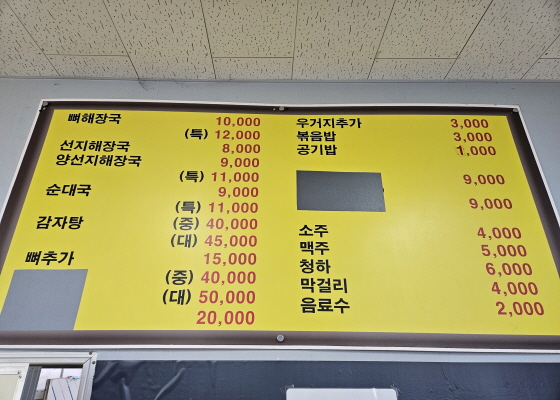 뼈해장국 10,000
(특) 12,000
선지해장국 8,000
양선지해장국 9,000
(특) 11,000
순대국 9,000
(특) 11,000
감자탕 (중) 40,000
(대) 45,000
뼈추가 15,000
(중) 40,000
(대) 50,000
20,000
우거지추가 3,000
볶음밥 3,000
공기밥 1,000
9,000
9,000
소주 4,000
맥주 5,000
청하 6,000
막걸리 4,000
음료수 2,000